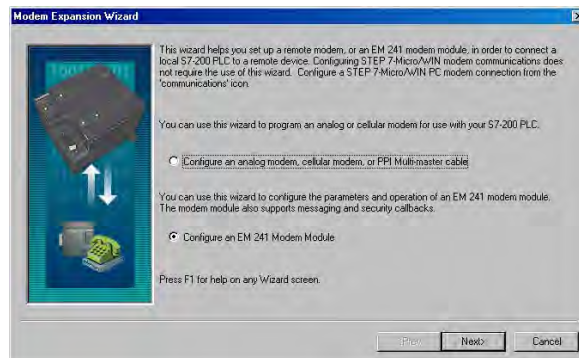 Modem Expansion Wizard
This wizard helps you set up a remote modem, or an EM 241 modem module, in order to connect a
local S7-200 PLC to a remote device. Configuring STEP 7-Micro/WIN modem communications does
not require the use of this wizard. Configure a STEP 7-Micro/WIN PC modem connection from the
'communications' icon.
You can use this wizard to program an analog or cellular modem for use with your S7-200 PLC.
Configure an analog modem, cellular modem, or PPI Multi-master cable
You can use this wizard to configure the parameters and operation of an EM 241 modem module.
The modem module also supports messaging and security callbacks.
Configure an EM 241 Modem Module
Press F1 for help on any Wizard screen.
<Prev Next> Cancel